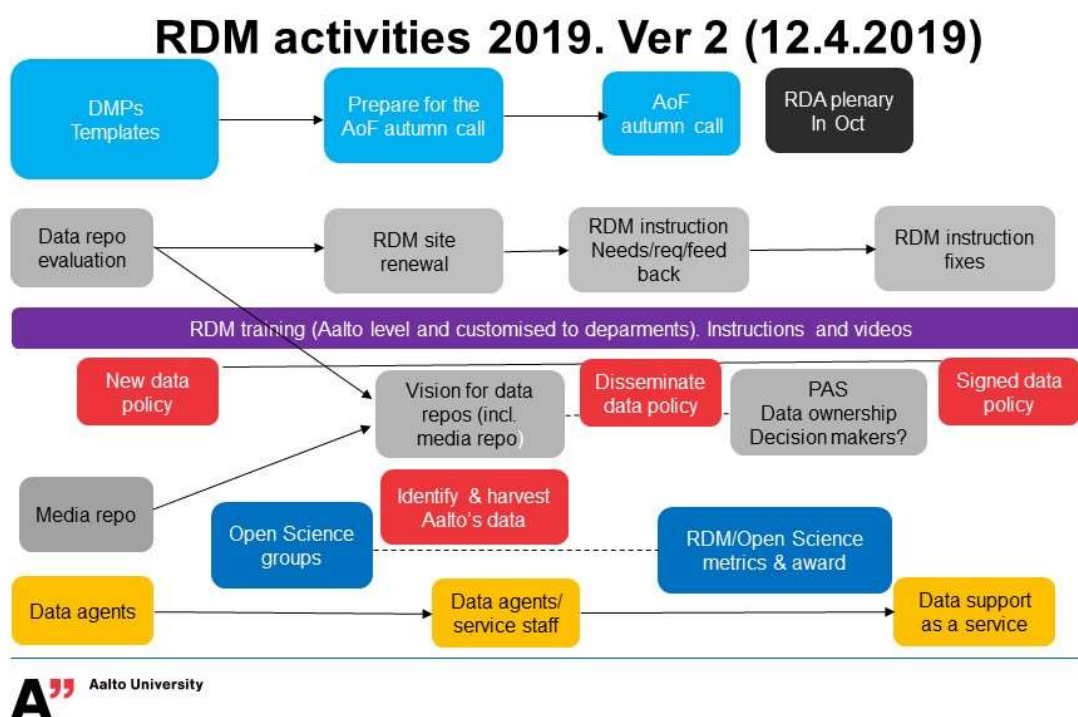 RDM activities 2019. Ver 2 (12.4.2019)
DMPs
Templates
Prepare for the
AoF autumn call
AoF
autumn call
RDA plenary
In Oct
Data repo
evaluation
RDM site
renewal
RDM instruction
Needs/req/feed
back
RDM instruction
fixes
RDM training (Aalto level and customised to deparments). Instructions and videos
New data
policy
Vision for data
repos (incl.
media repo)
Disseminate
data policy
PAS
Data ownership
Decision makers?
Signed data
policy
Media repo
Identify & harvest
Aalto's data
Open Science
groups
RDM/Open Science
metrics & award
Data agents
Data agents/
service staff
Data support
as a service
A”
Aalto University